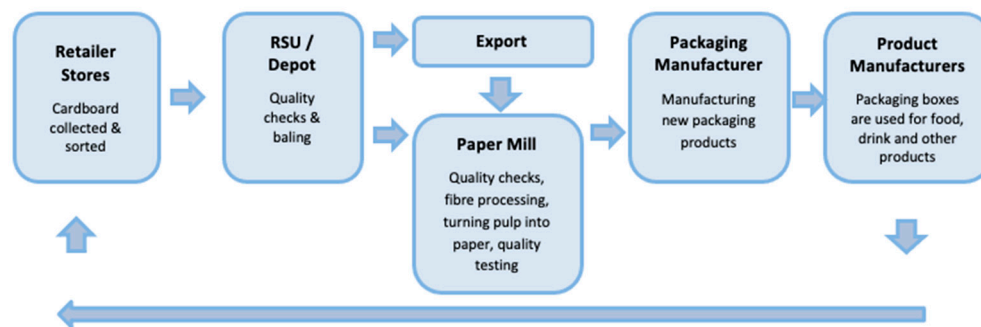 Retailer
Stores
Cardboard
collected &
sorted
RSU /
Depot
Quality
checks &
baling
Export
Paper Mill
Quality checks,
fibre processing,
turning pulp into
paper, quality
testing
Packaging
Manufacturer
Manufacturing
new packaging
products
Product
Manufacturers
Packaging boxes
are used for food,
drink and other
products